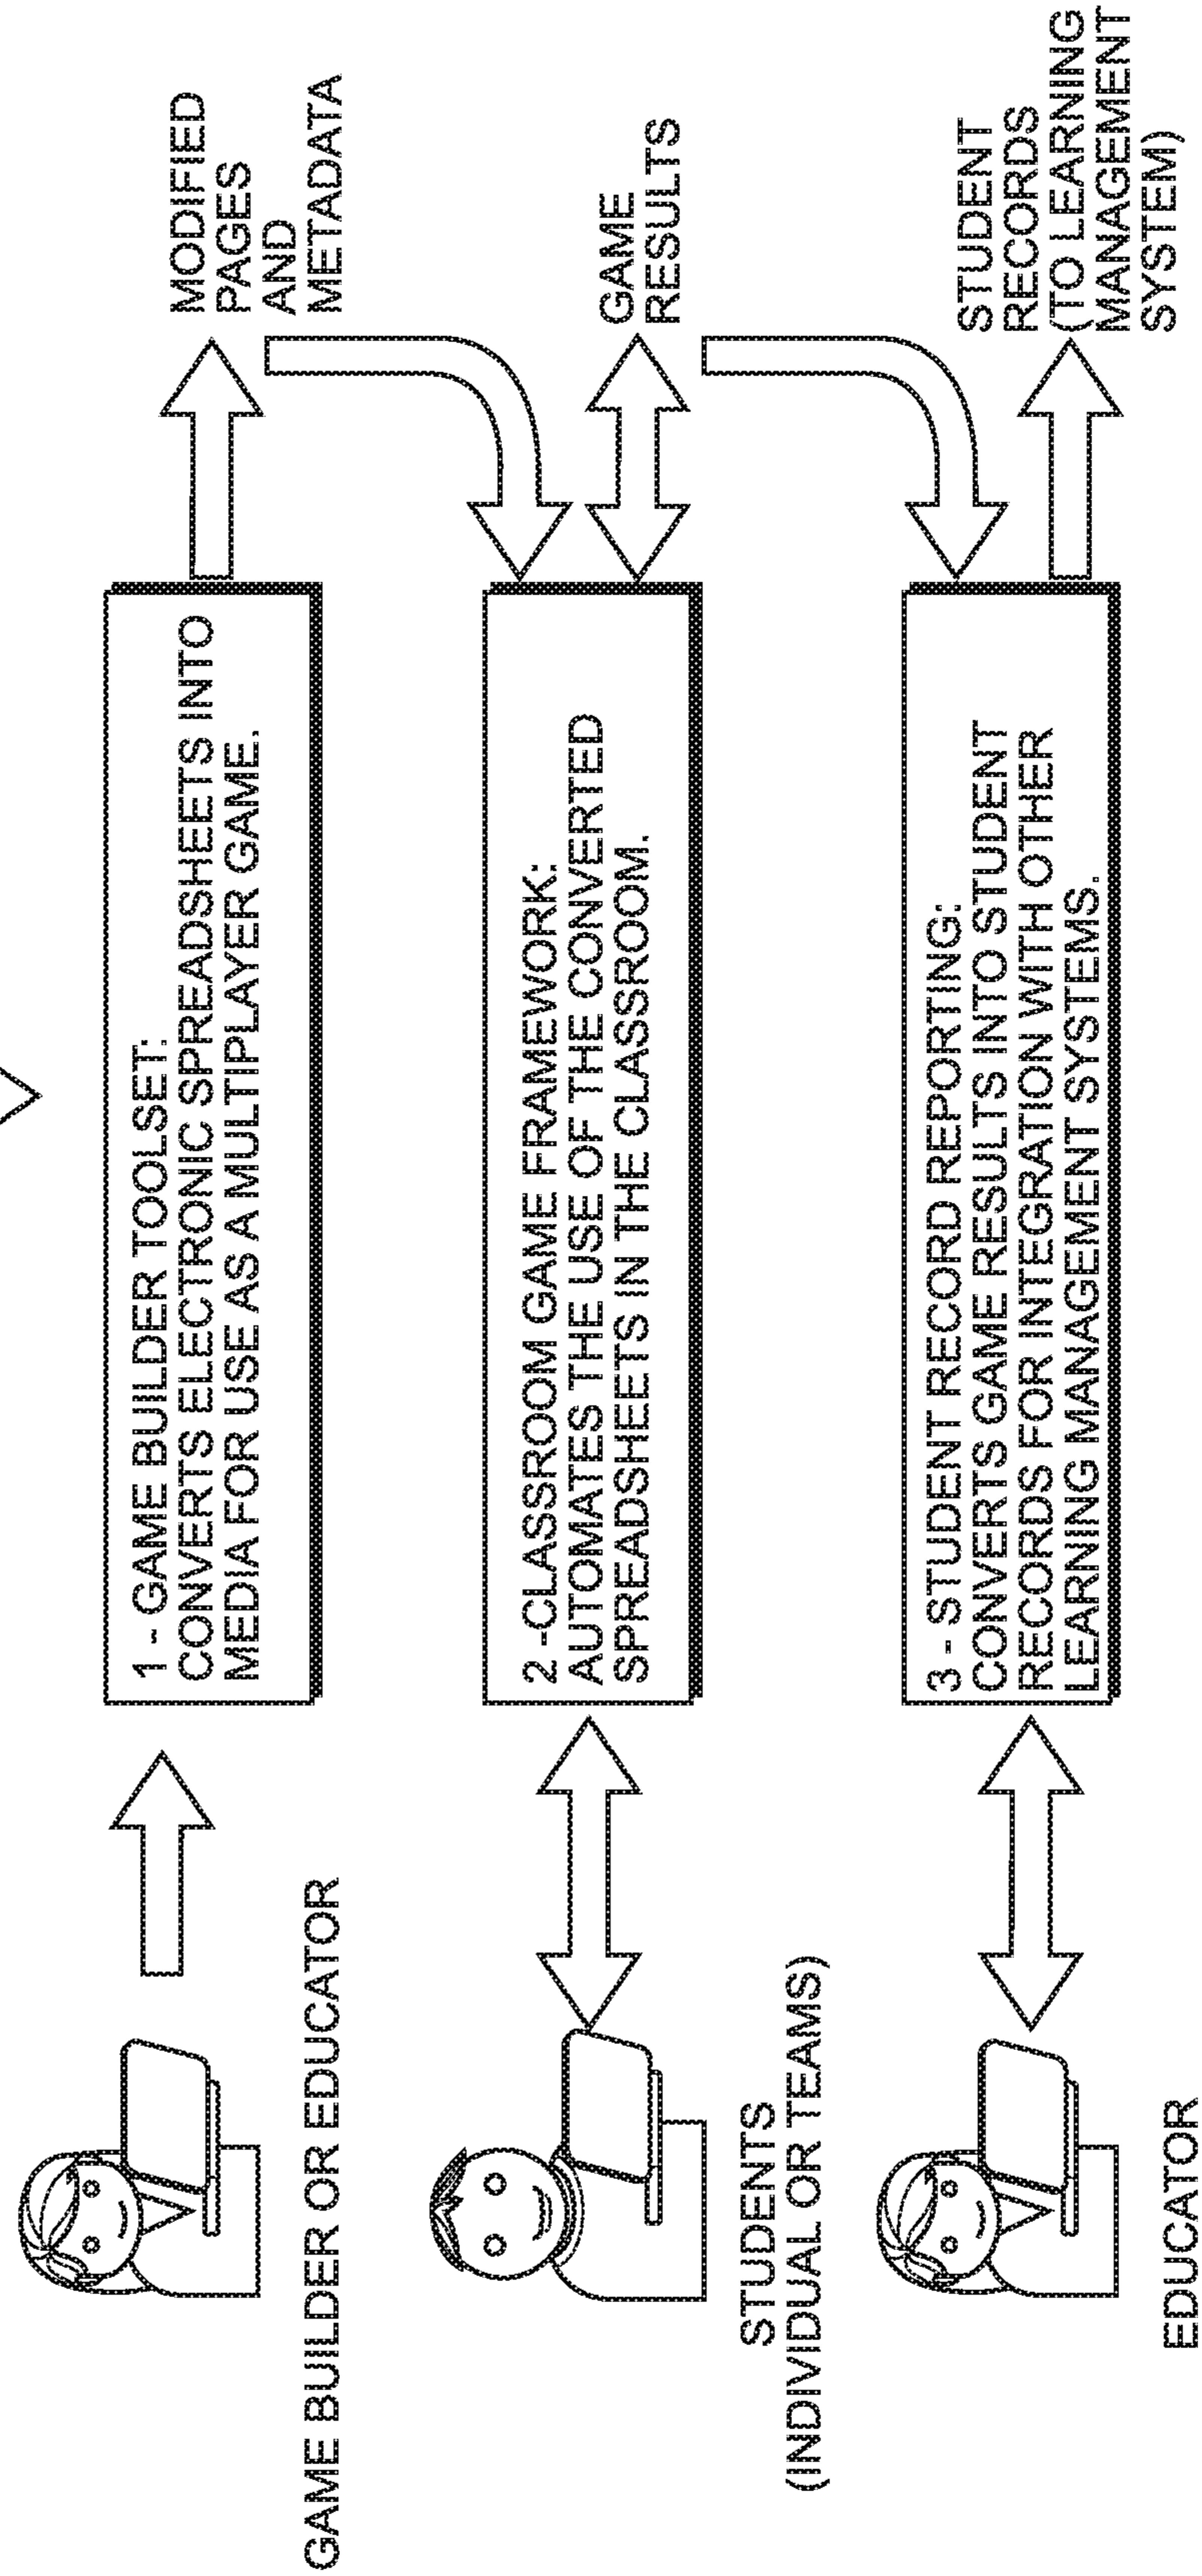 GAME BUILDER OR EDUCATOR
1 - GAME BUILDER TOOLSET:
CONVERTS ELECTRONIC SPREADSHEETS INTO
MEDIA FOR USE AS A MULTIPLAYER GAME.
MODIFIED
PAGES
AND
METADATA
STUDENTS
(INDIVIDUAL OR TEAMS)
2 -CLASSROOM GAME FRAMEWORK:
AUTOMATES THE USE OF THE CONVERTED
SPREADSHEETS IN THE CLASSROOM.
GAME
RESULTS
EDUCATOR
3 - STUDENT RECORD REPORTING:
CONVERTS GAME RESULTS INTO STUDENT
RECORDS FOR INTEGRATION WITH OTHER
LEARNING MANAGEMENT SYSTEMS.
STUDENT
RECORDS
(TO LEARNING
MANAGEMENT
SYSTEM)